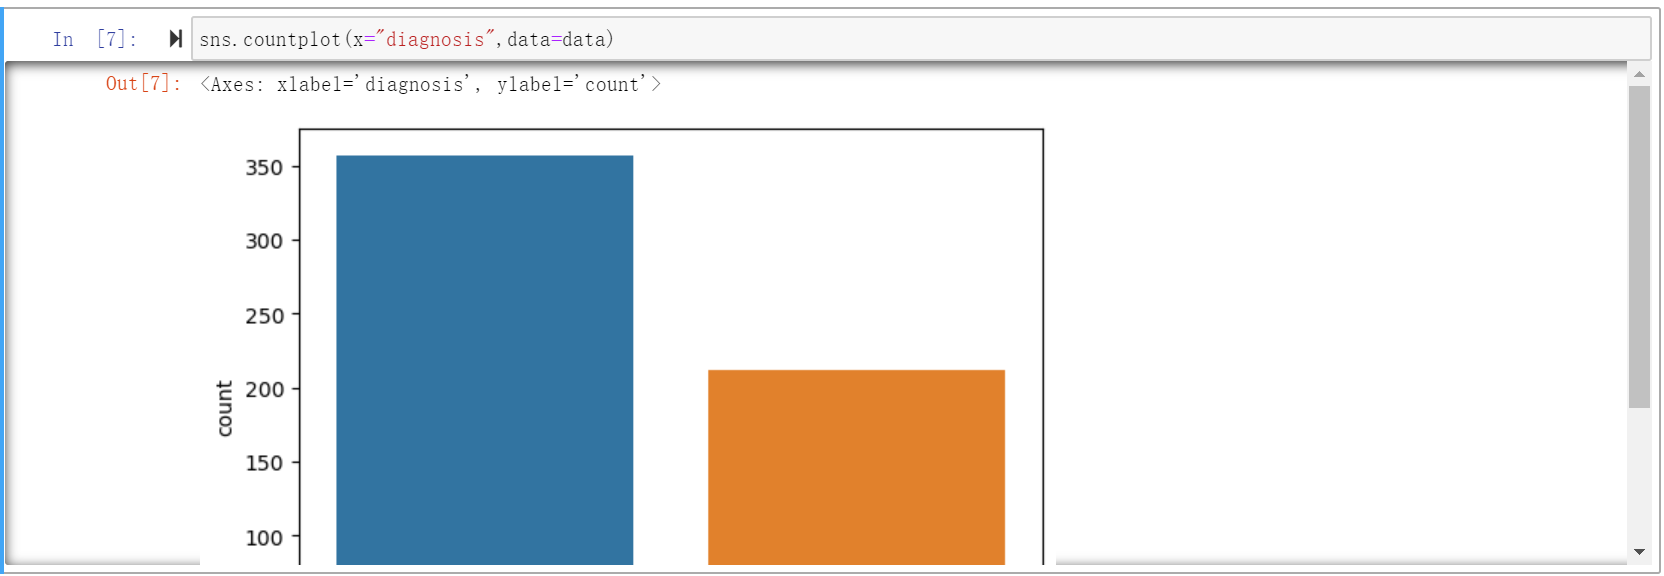 In [7]: sns.countplot(x="diagnosis",data=data)
Out[7]: <Axes: xlabel='diagnosis', ylabel='count'>
350
300
250
200
count
150
100